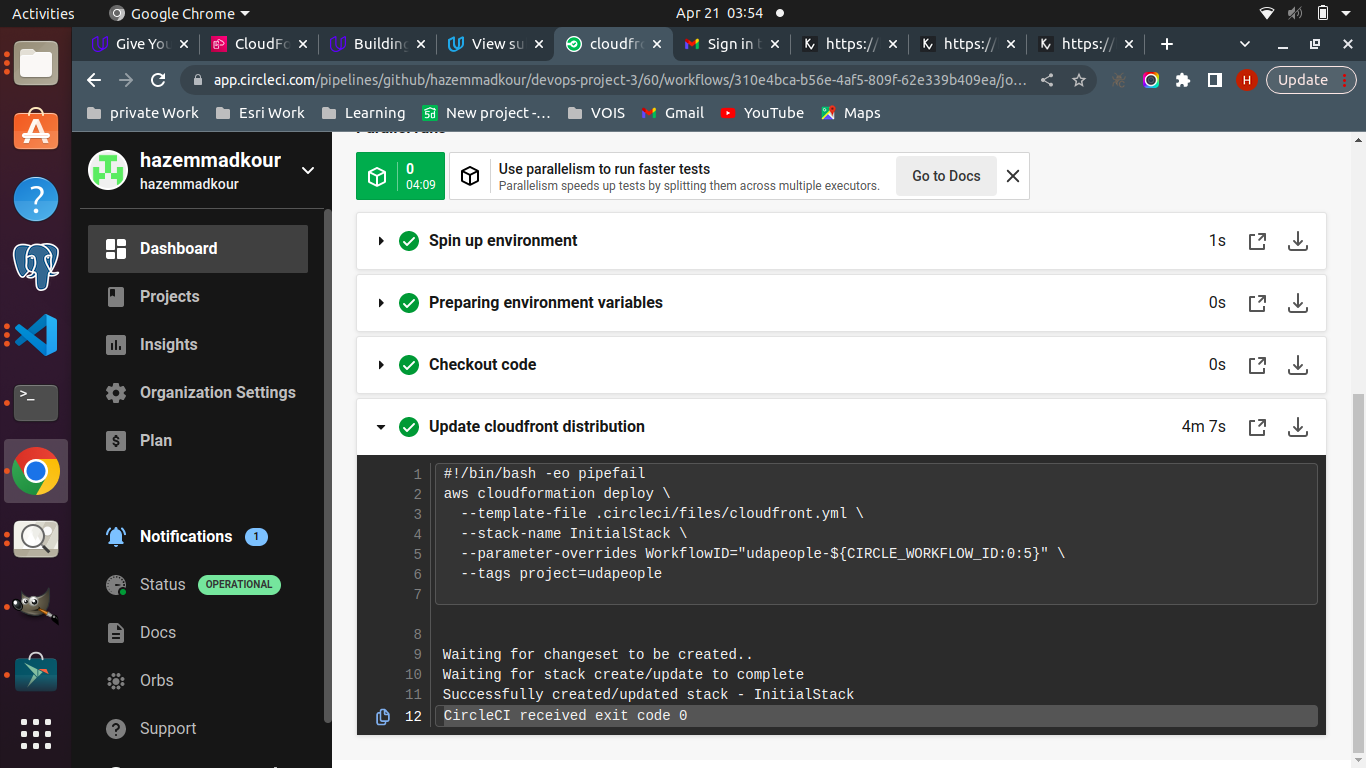 Activities
Google Chrome
Apr 21 03:54
Give You
CloudFo
Building
View su
cloudfr
Sign in t
https://
https://
https://
app.circleci.com/pipelines/github/hazemmadkour/devops-project-3/60/workflows/310e4bca-b56e-4af5-809f-62e339b409ea/jo...
H
Update
private Work
Esri Work
Learning
New project -...
VOIS
Gmail
YouTube
Maps
hazemmadkour
hazemmadkour
Dashboard
Projects
Insights
Organization Settings
Plan
Notifications
1
Status
OPERATIONAL
Docs
Orbs
Support
0
04:09
Use parallelism to run faster tests
Parallelism speeds up tests by splitting them across multiple executors.
Go to Docs
Spin up environment
1s
Preparing environment variables
0s
Checkout code
0s
Update cloudfront distribution
4m 7s
1 #!/bin/bash -eo pipefail
2 aws cloudformation deploy \
3 --template-file .circleci/files/cloudfront.yml \
4 --stack-name InitialStack \
5 --parameter-overrides WorkflowID="udapeople-${CIRCLE_WORKFLOW_ID:0:5}" \
6 --tags project=udapeople
7
8
9 Waiting for changeset to be created..
10 Waiting for stack create/update to complete
11 Successfully created/updated stack - InitialStack
12 CircleCI received exit code 0